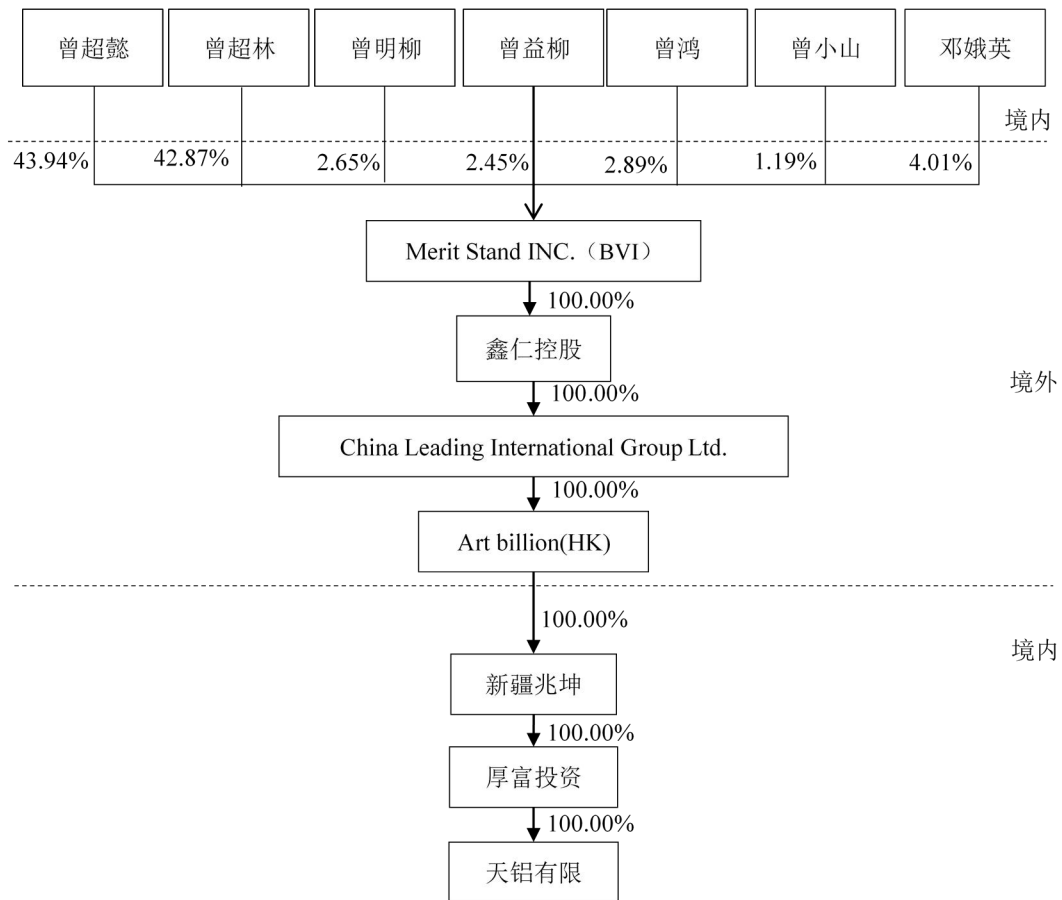 曾超懿 曾超林 曾明柳 曾益柳 曾鸿 曾小山 邓娥英
境内
43.94% 42.87% 2.65% 2.45% 2.89% 1.19% 4.01%
Merit Stand INC.（BVI）
100.00%
鑫仁控股
境外
100.00%
China Leading International Group Ltd.
100.00%
Art billion(HK)
100.00%
境内
新疆兆坤
100.00%
厚富投资
100.00%
天铝有限